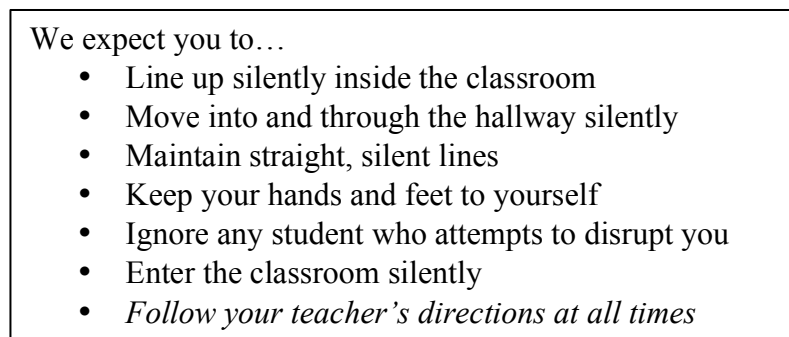 We expect you to…
• Line up silently inside the classroom
• Move into and through the hallway silently
• Maintain straight, silent lines
• Keep your hands and feet to yourself
• Ignore any student who attempts to disrupt you
• Enter the classroom silently
• Follow your teacher’s directions at all times